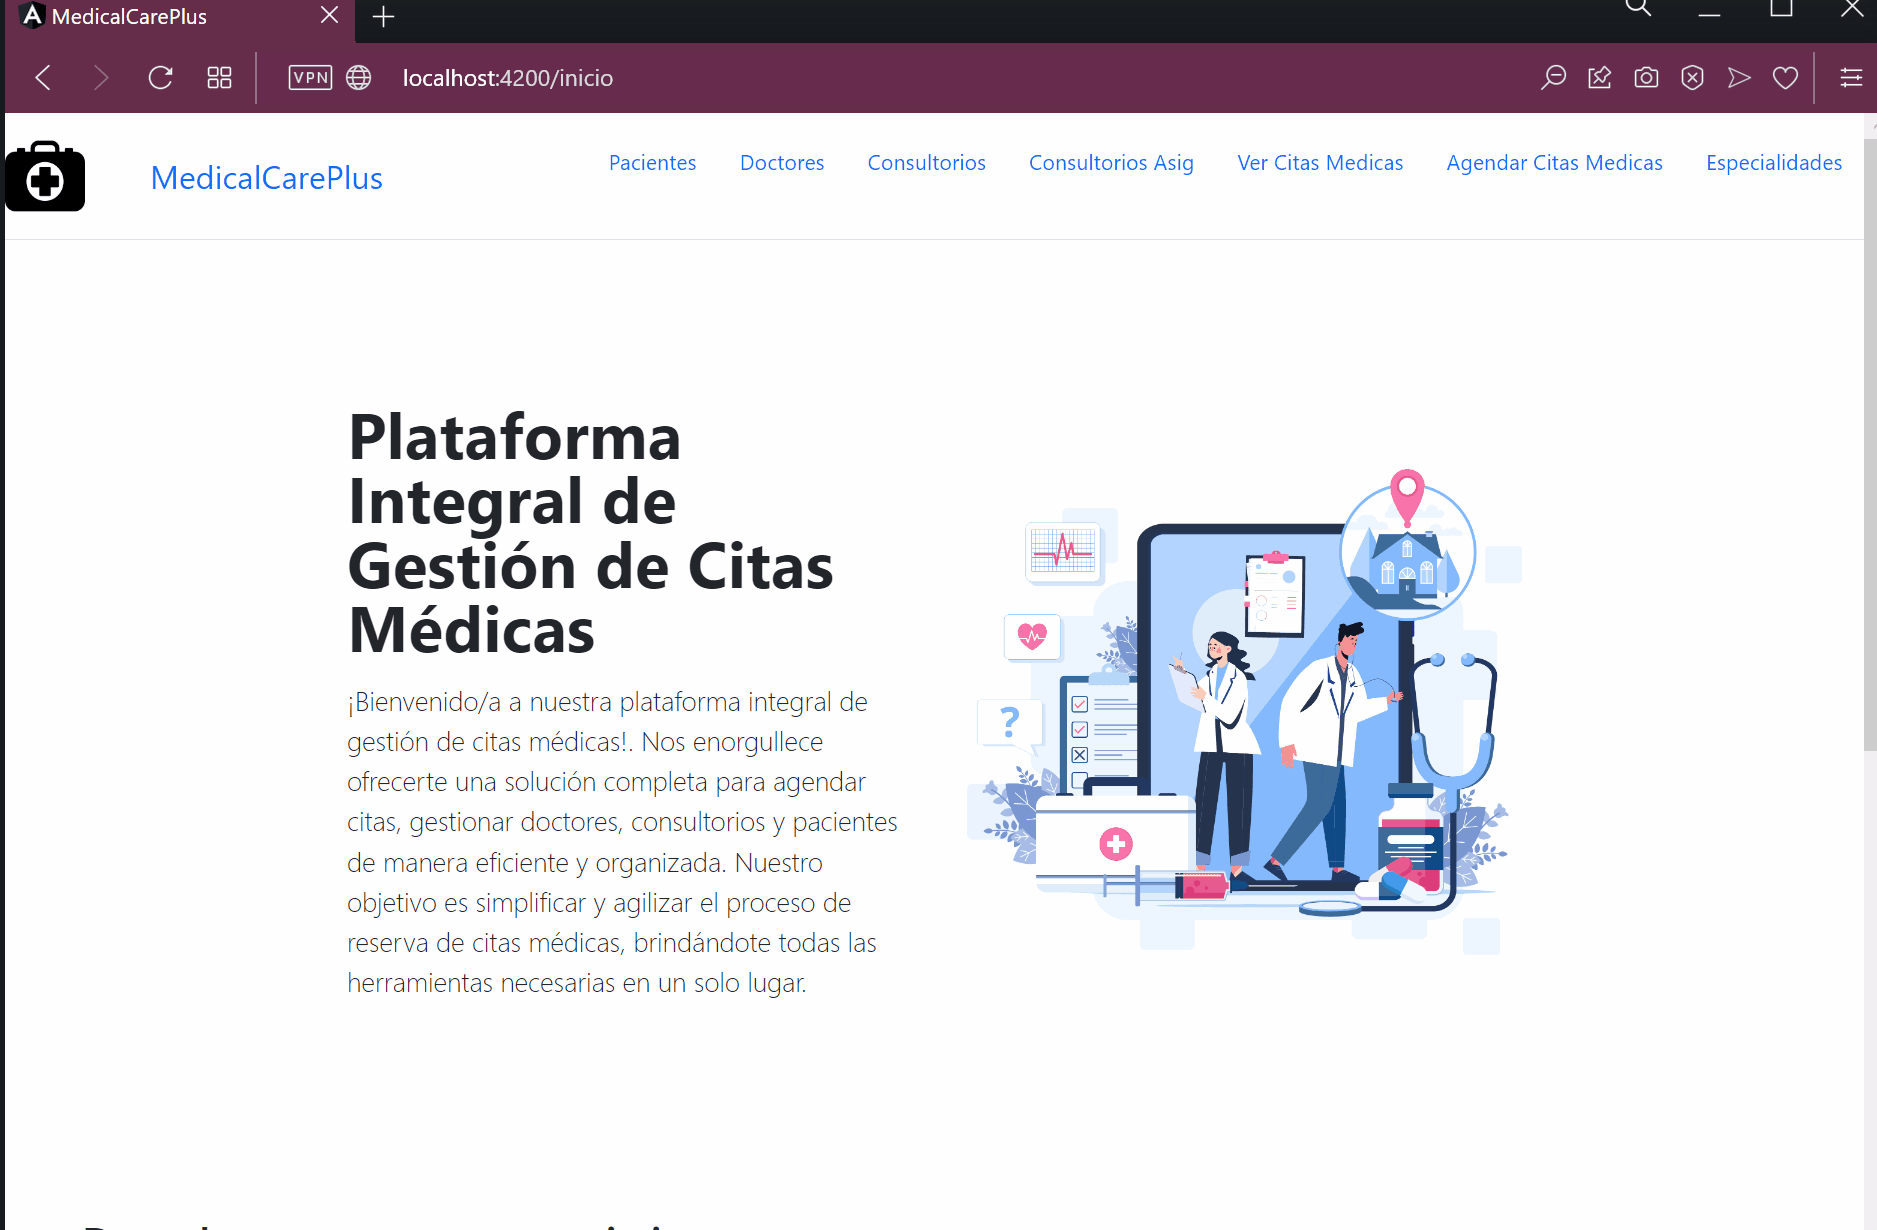 MedicalCarePlus
VPN localhost:4200/inicio
MedicalCarePlus
Pacientes Doctores Consultorios Consultorios Asig Ver Citas Medicas Agendar Citas Medicas Especialidades
Plataforma
Integral de
Gestión de Citas
Médicas
¡Bienvenido/a a nuestra plataforma integral de
gestión de citas médicas!. Nos enorgullece
ofrecerte una solución completa para agendar
citas, gestionar doctores, consultorios y pacientes
de manera eficiente y organizada. Nuestro
objetivo es simplificar y agilizar el proceso de
reserva de citas médicas, brindándote todas las
herramientas necesarias en un solo lugar.
?